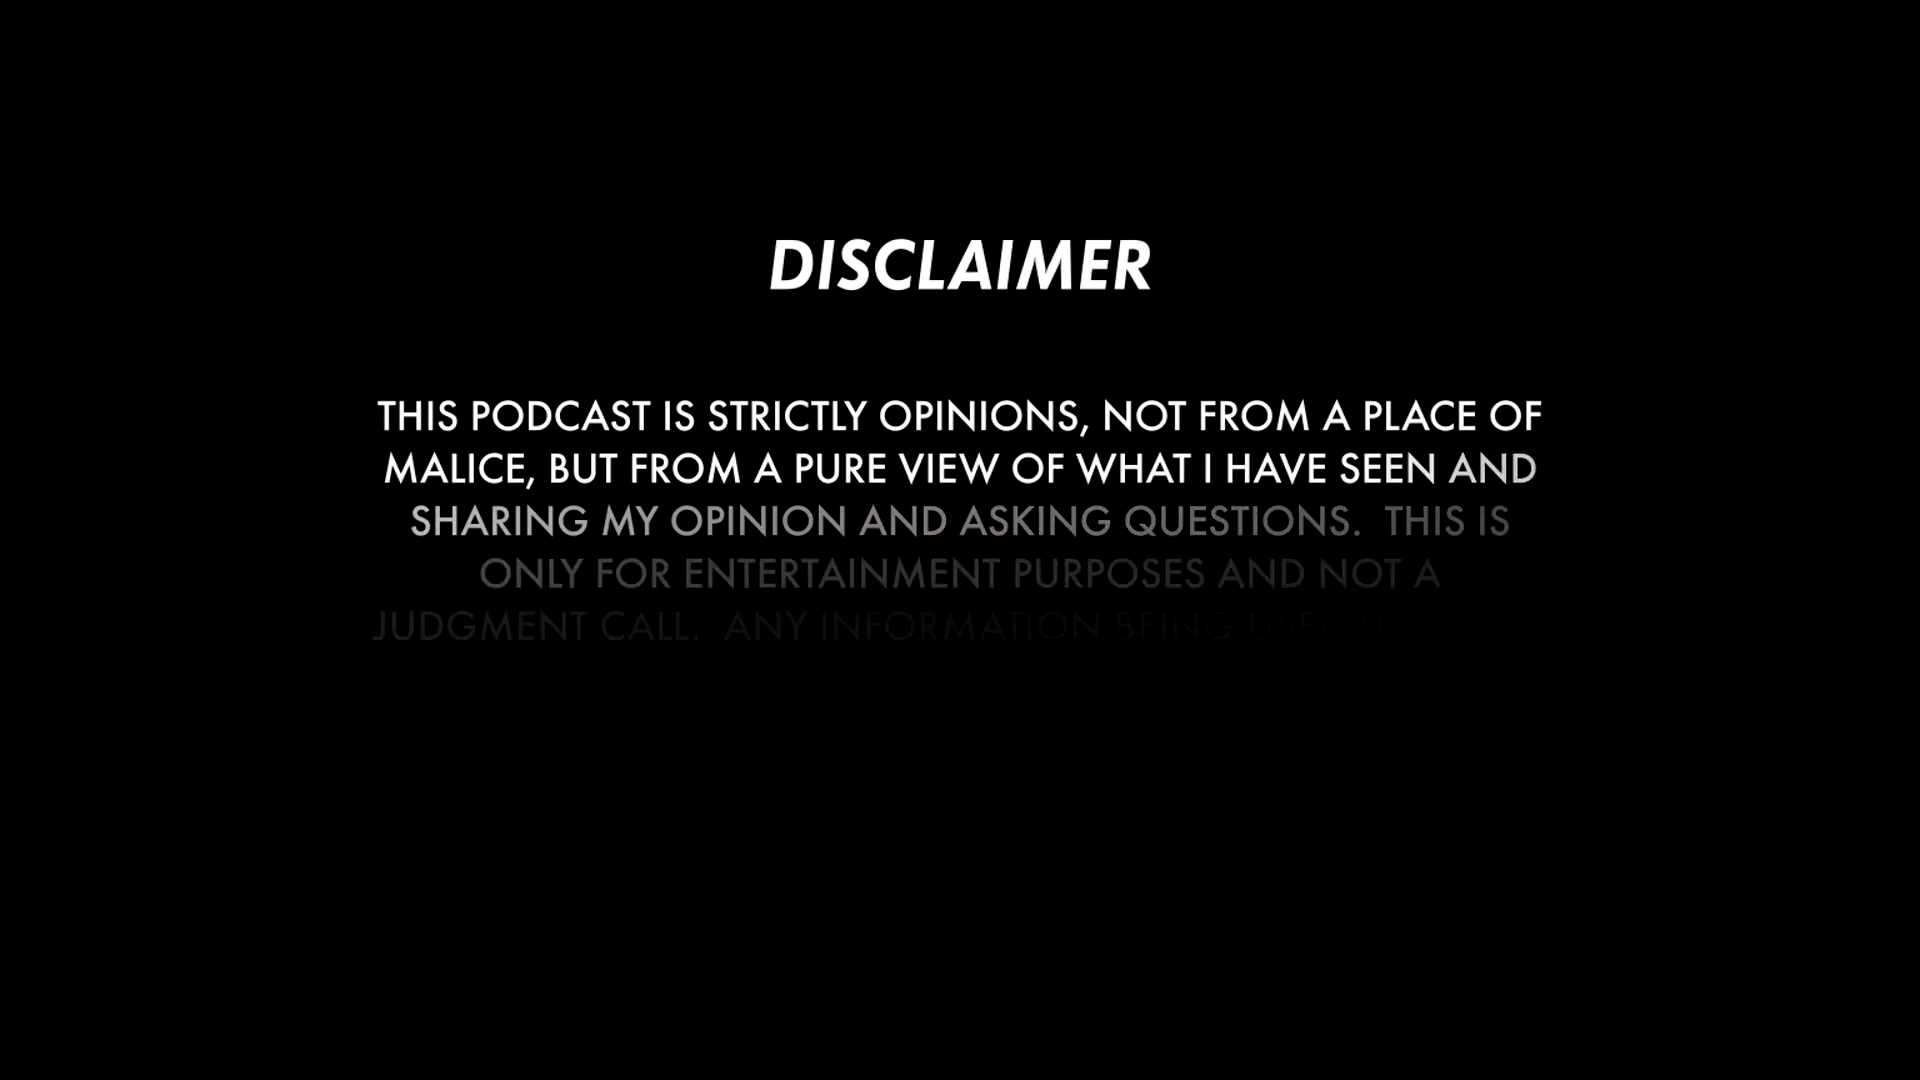 DISCLAIMER
THIS PODCAST IS STRICTLY OPINIONS, NOT FROM A PLACE OF
MALICE, BUT FROM A PURE VIEW OF WHAT I HAVE SEEN AND
SHARING MY OPINION AND ASKING QUESTIONS. THIS IS
ONLY FOR ENTERTAINMENT PURPOSES AND NOT A
JUDGMENT CALL. ANY INFORMATION BEING USED